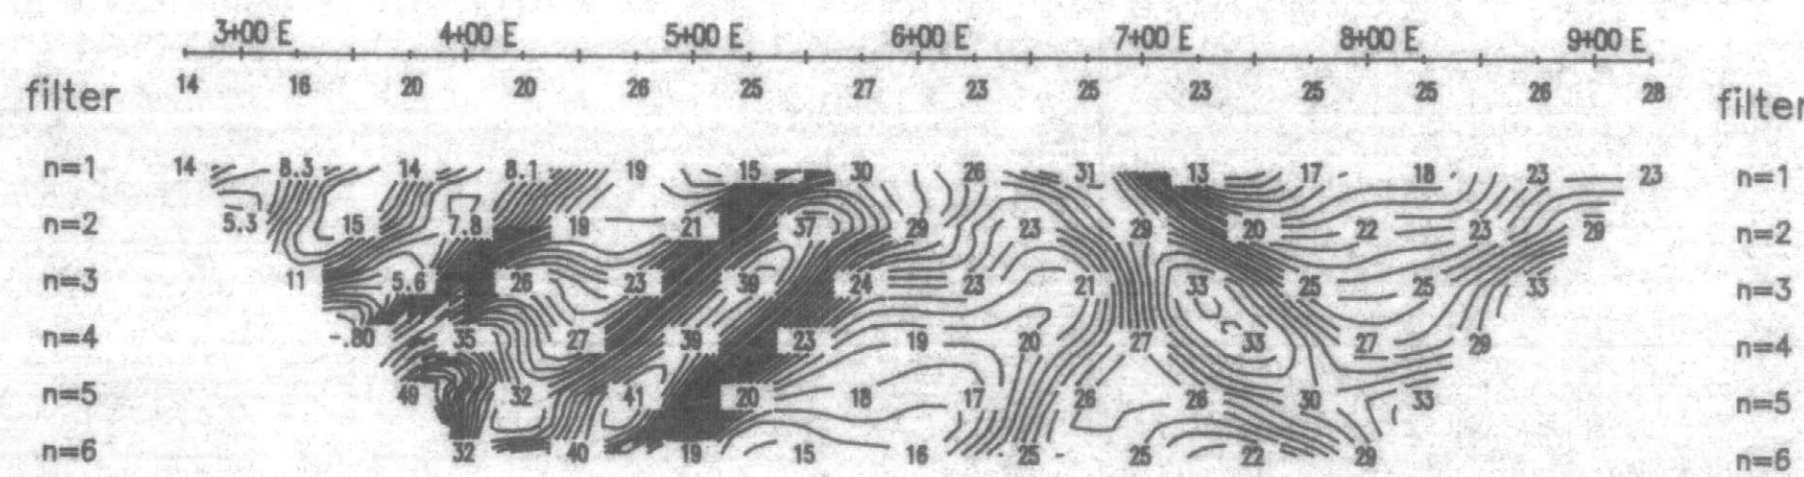 3+00 E 4+00 E 5+00 E 6+00 E 7+00 E 8+00 E 9+00 E
filter 14 16 20 20 26 25 27 23 25 23 25 25 26 28 filter
n=1 14 8.3 14 8.1 19 15 30 26 31 13 17 18 23 23 n=1
n=2 5.3 15 7.8 19 21 37 29 23 29 20 22 23 29 n=2
n=3 11 5.6 26 23 39 24 23 21 33 25 25 33 n=3
n=4 -.80 35 27 39 23 19 20 27 33 27 29 n=4
n=5 49 32 41 20 18 17 26 26 30 33 n=5
n=6 32 40 19 15 16 25 25 22 29 n=6